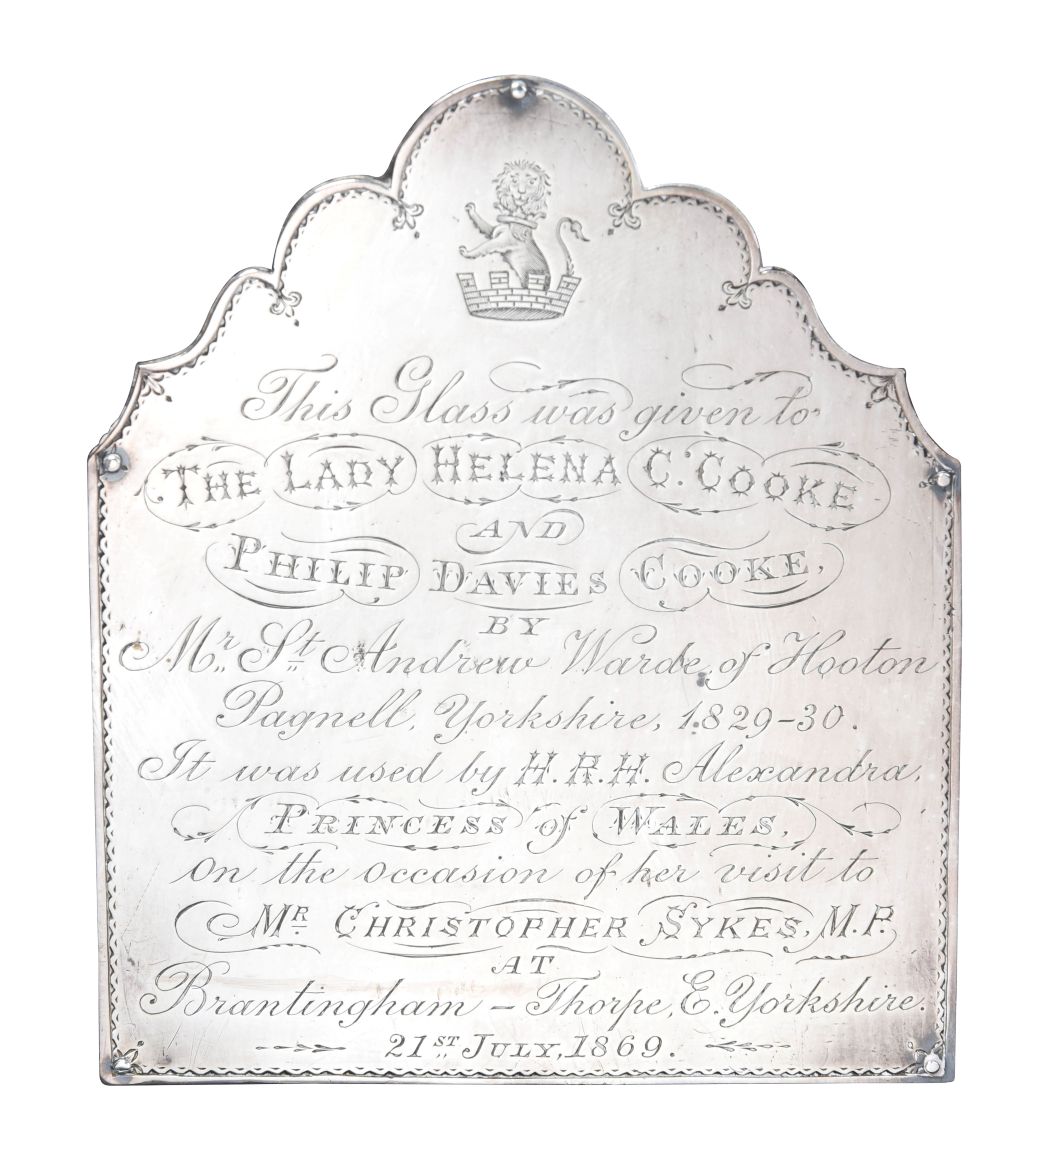 This Glass was given to
THE LADY HELENA C. COOKE
AND
PHILIP DAVIES COOKE,
BY
Mr. St. Andrew Warde, of Hooton
Pagnell, Yorkshire, 1829-30.
It was used by H.R.H. Alexandra,
PRINCESS of WALES,
on the occasion of her visit to
MR CHRISTOPHER SYKES, M.P.
AT
Brantingham – Thorpe, E. Yorkshire.
21ST JULY, 1869.